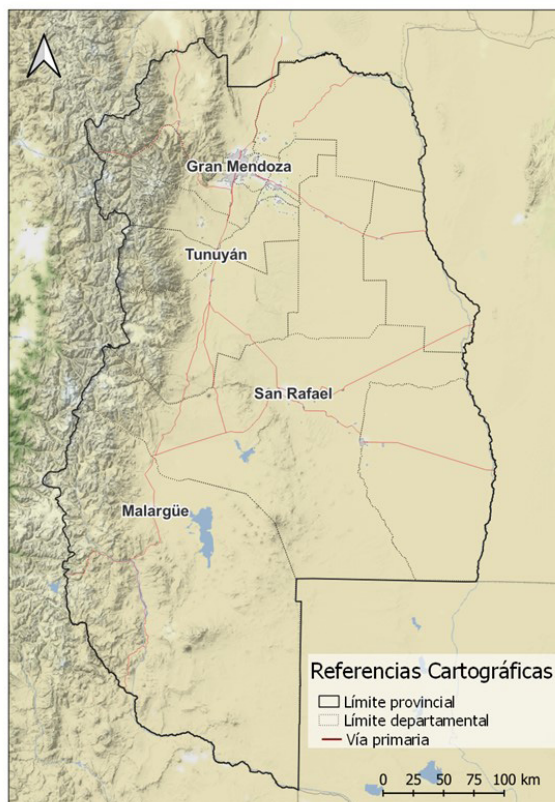 Gran Mendoza
Tunuyán
San Rafael
Malargüe
Referencias Cartográficas
Límite provincial
Límite departamental
Vía primaria
0 25 50 75 100 km